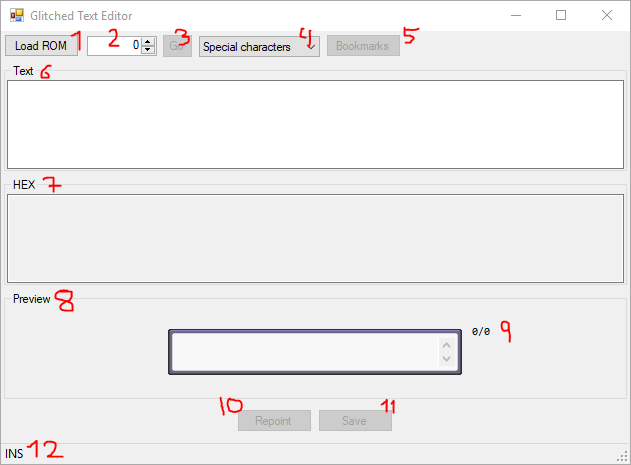 Glitched Text Editor
Load ROM 1 2 0 Go 3 Special characters 4 Bookmarks 5
Text 6
HEX 7
Preview 8
0/0 9
10 Repoint Save 11
INS 12